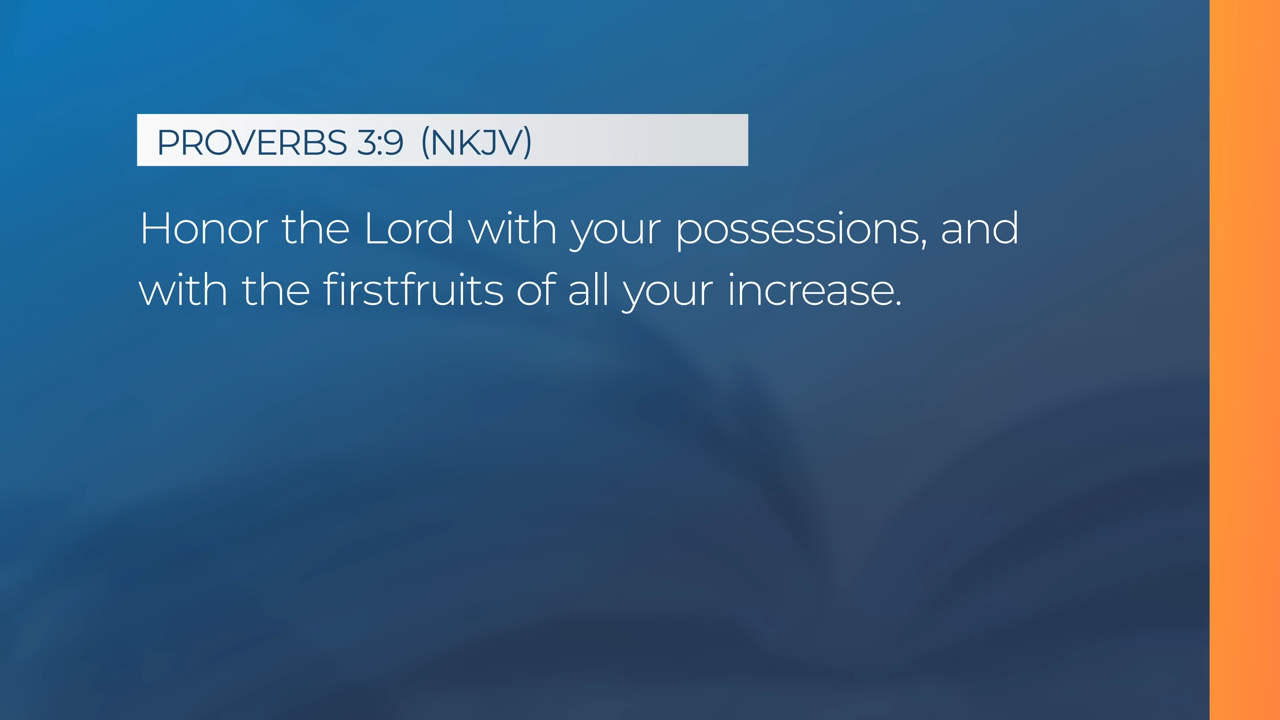 PROVERBS 3:9 (NKJV)
Honor the Lord with your possessions, and
with the firstfruits of all your increase.